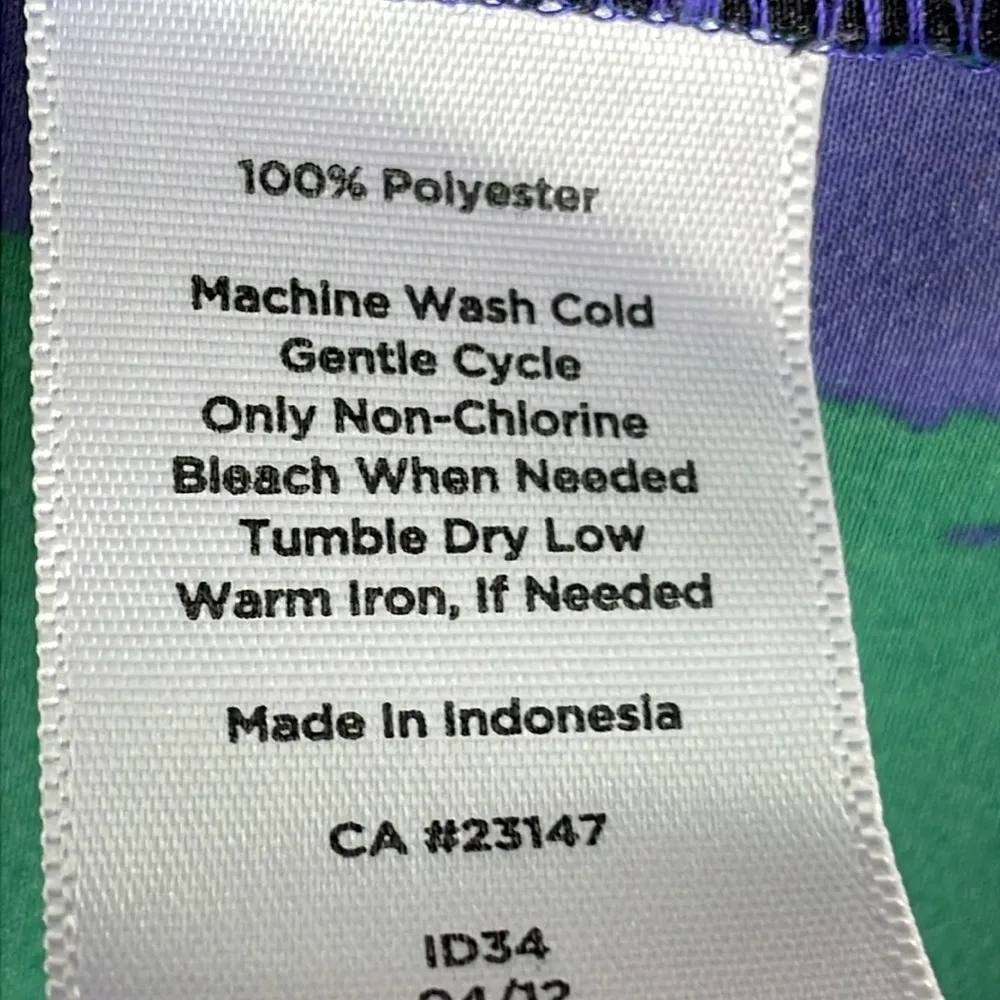 100% Polyester
Machine Wash Cold
Gentle Cycle
Only Non-Chlorine
Bleach When Needed
Tumble Dry Low
Warm Iron, If Needed
Made In Indonesia
CA #23147
ID34